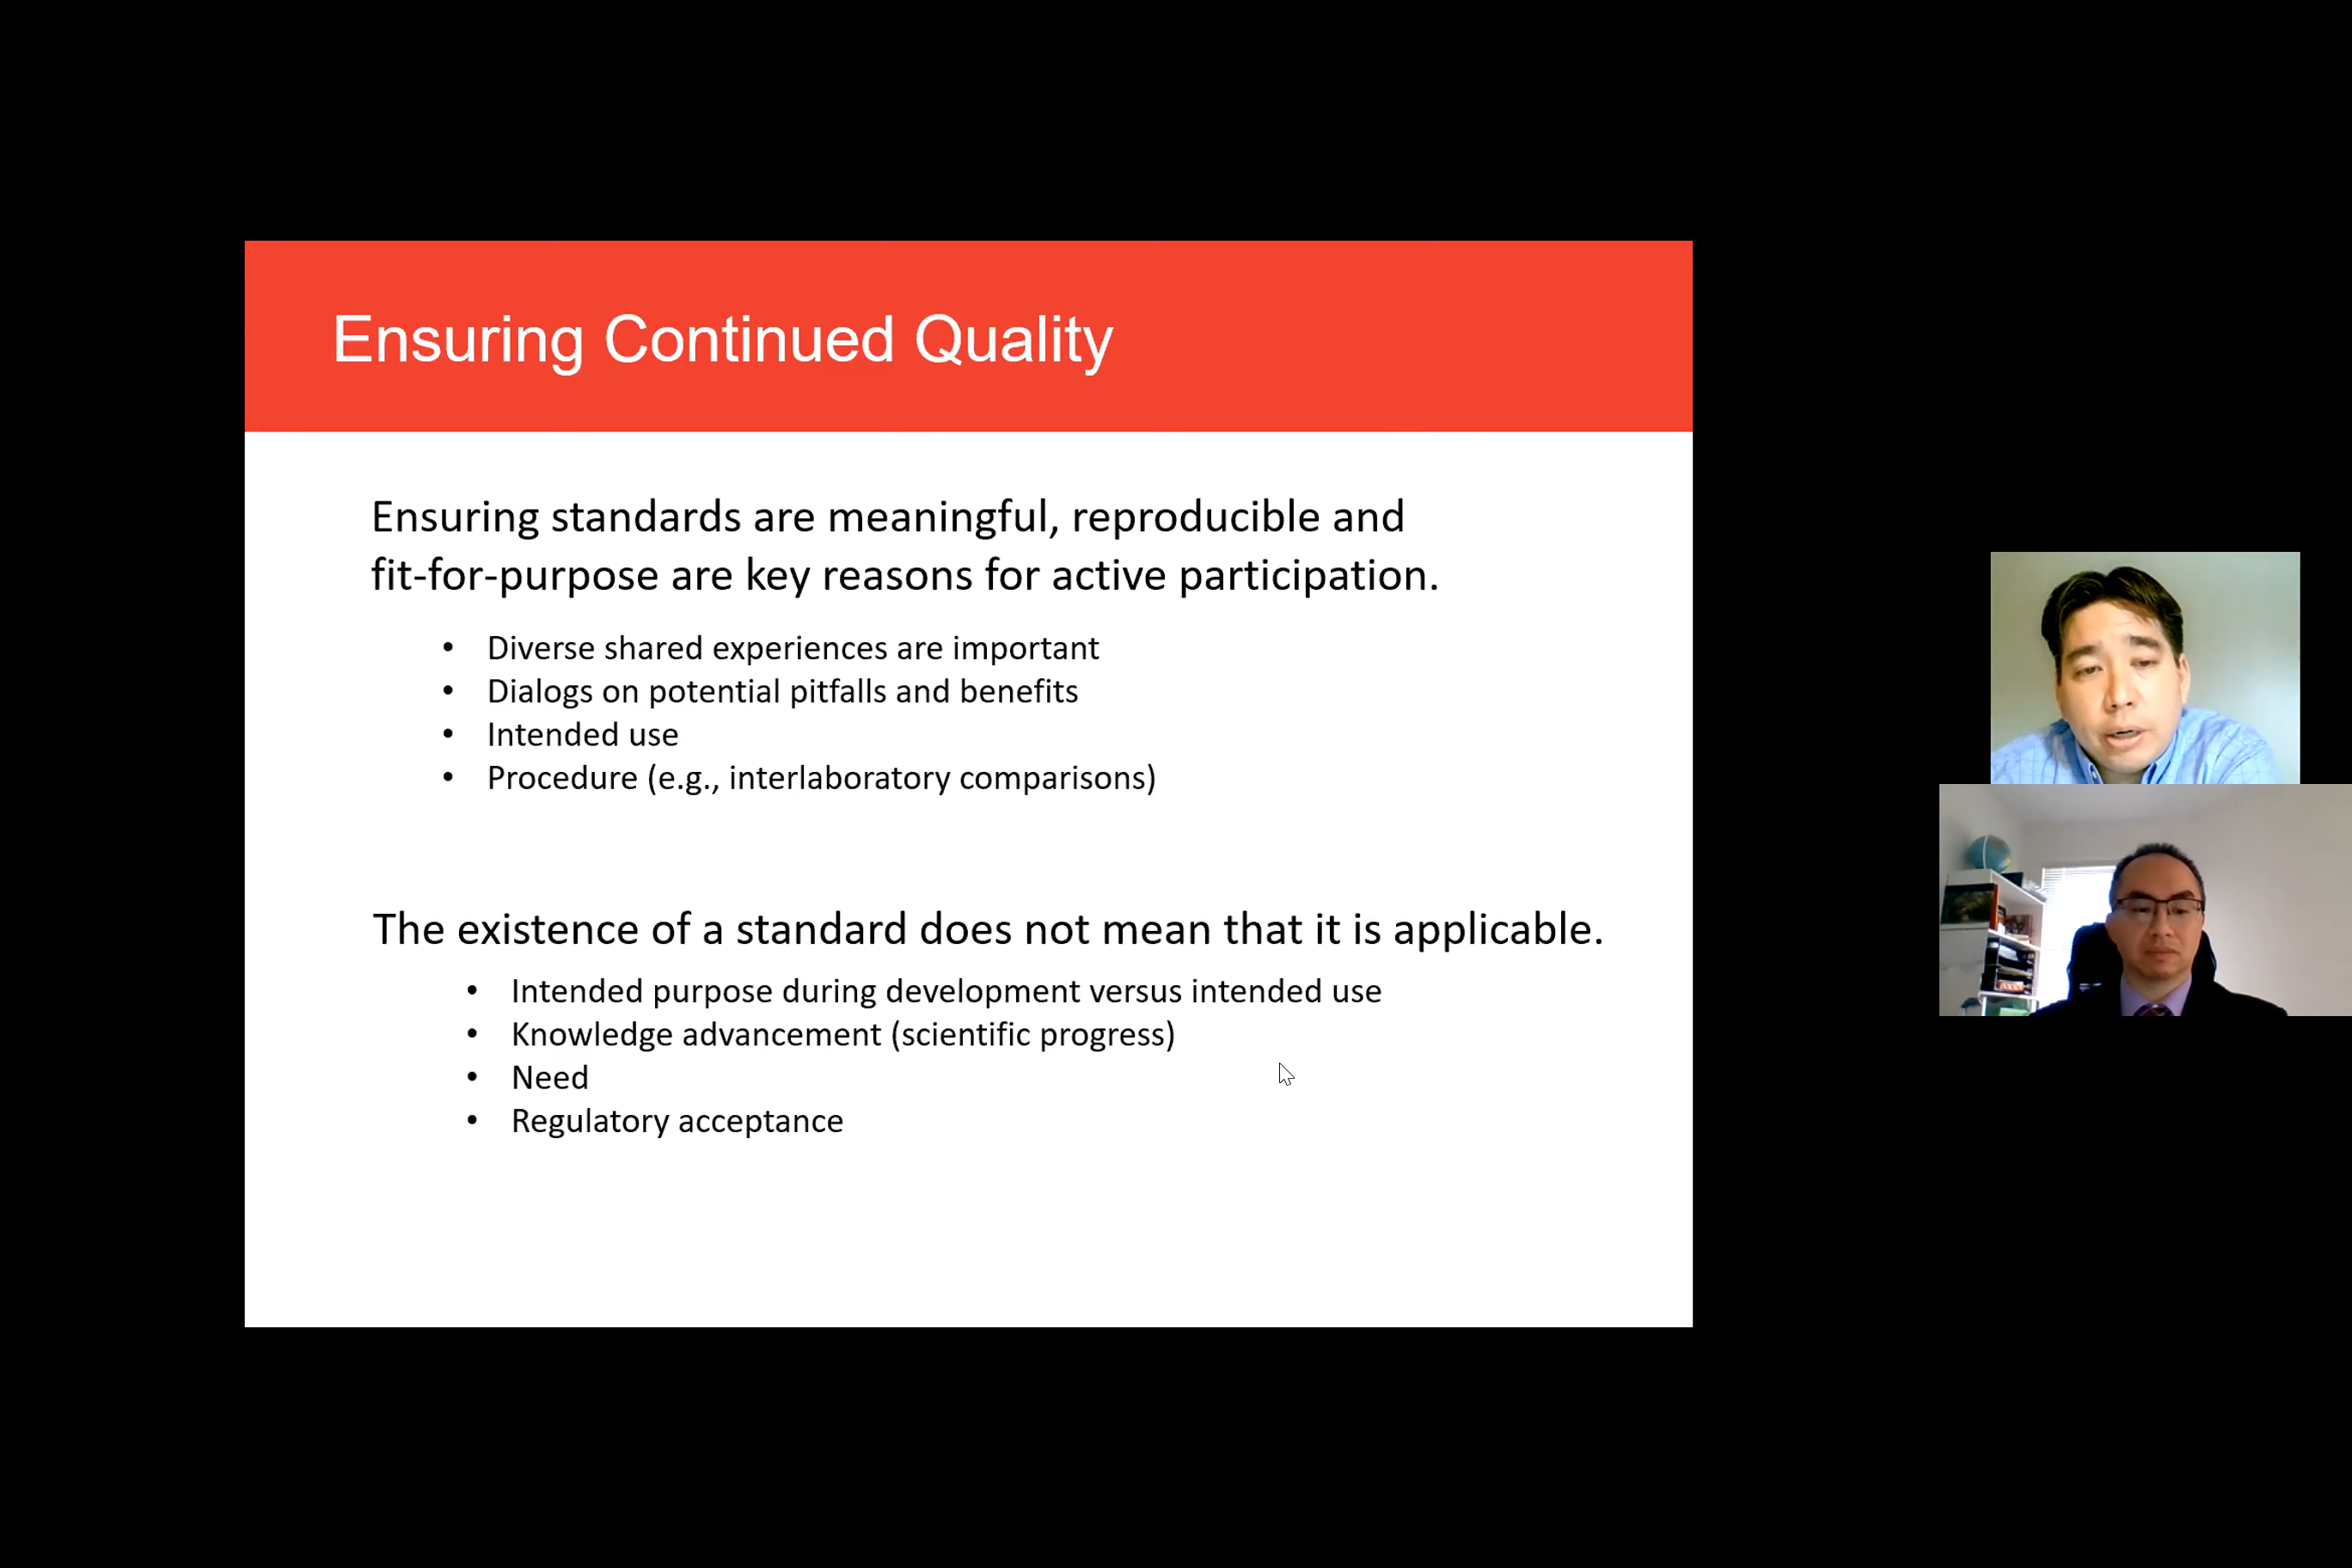 Ensuring Continued Quality
Ensuring standards are meaningful, reproducible and
fit-for-purpose are key reasons for active participation.
• Diverse shared experiences are important
• Dialogs on potential pitfalls and benefits
• Intended use
• Procedure (e.g., interlaboratory comparisons)
The existence of a standard does not mean that it is applicable.
• Intended purpose during development versus intended use
• Knowledge advancement (scientific progress)
• Need
• Regulatory acceptance